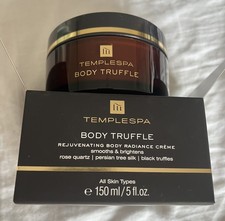 TEMPLESPA
BODY TRUFFLE
TEMPLESPA
BODY TRUFFLE
REJUVENATING BODY RADIANCE CRÈME
smooths & brightens
rose quartz | persian tree silk | black truffles
All Skin Types
℮ 150 ml / 5 fl.oz.